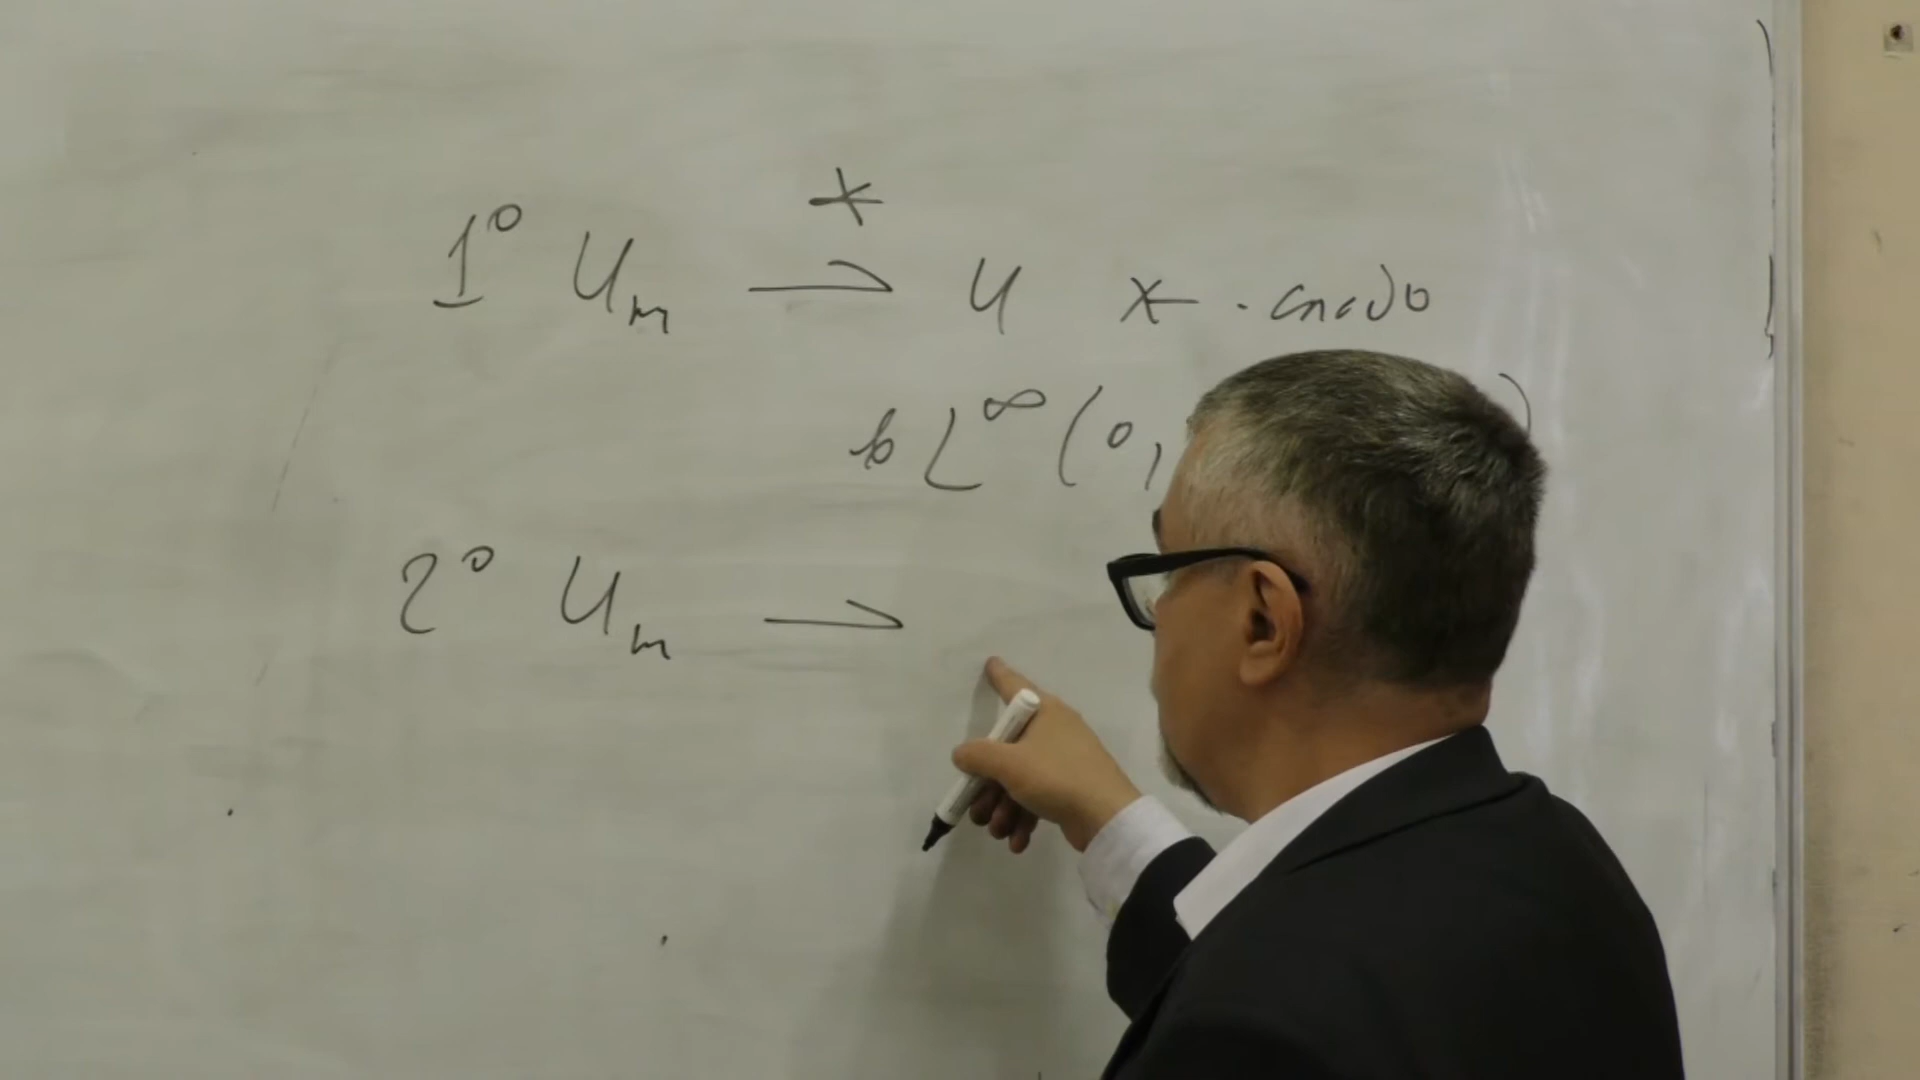 1° u_m ⇀* u *-слабо
в L^∞(0, )
2° u_m ⇀